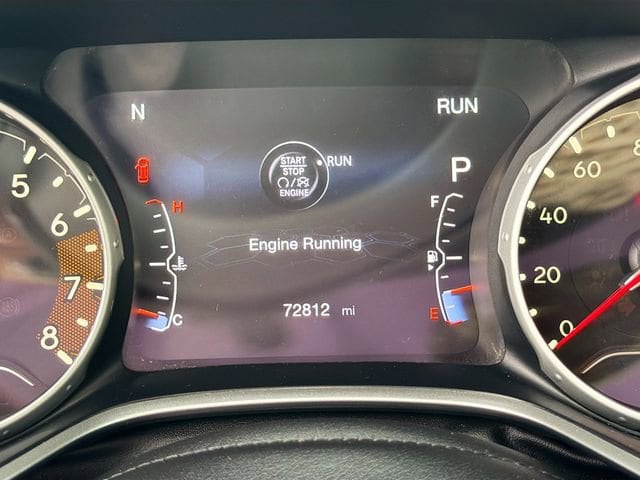 N
RUN
START
STOP
ENGINE
RUN
P
H
F
Engine Running
C
E
72812 mi
5
6
7
8
60
40
20
0